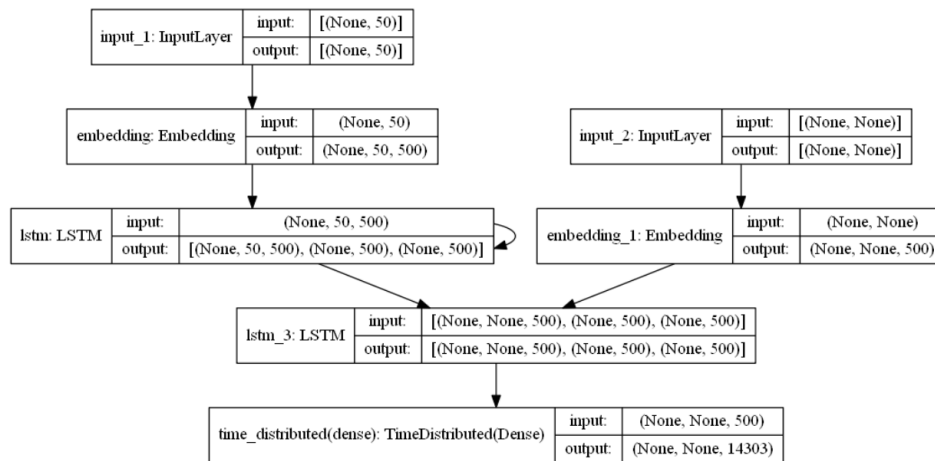 input_1: InputLayer
input: [(None, 50)]
output: [(None, 50)]
embedding: Embedding
input: (None, 50)
output: (None, 50, 500)
input_2: InputLayer
input: [(None, None)]
output: [(None, None)]
lstm: LSTM
input: (None, 50, 500)
output: [(None, 50, 500), (None, 500), (None, 500)]
embedding_1: Embedding
input: (None, None)
output: (None, None, 500)
lstm_3: LSTM
input: [(None, None, 500), (None, 500), (None, 500)]
output: [(None, None, 500), (None, 500), (None, 500)]
time_distributed(dense): TimeDistributed(Dense)
input: (None, None, 500)
output: (None, None, 14303)